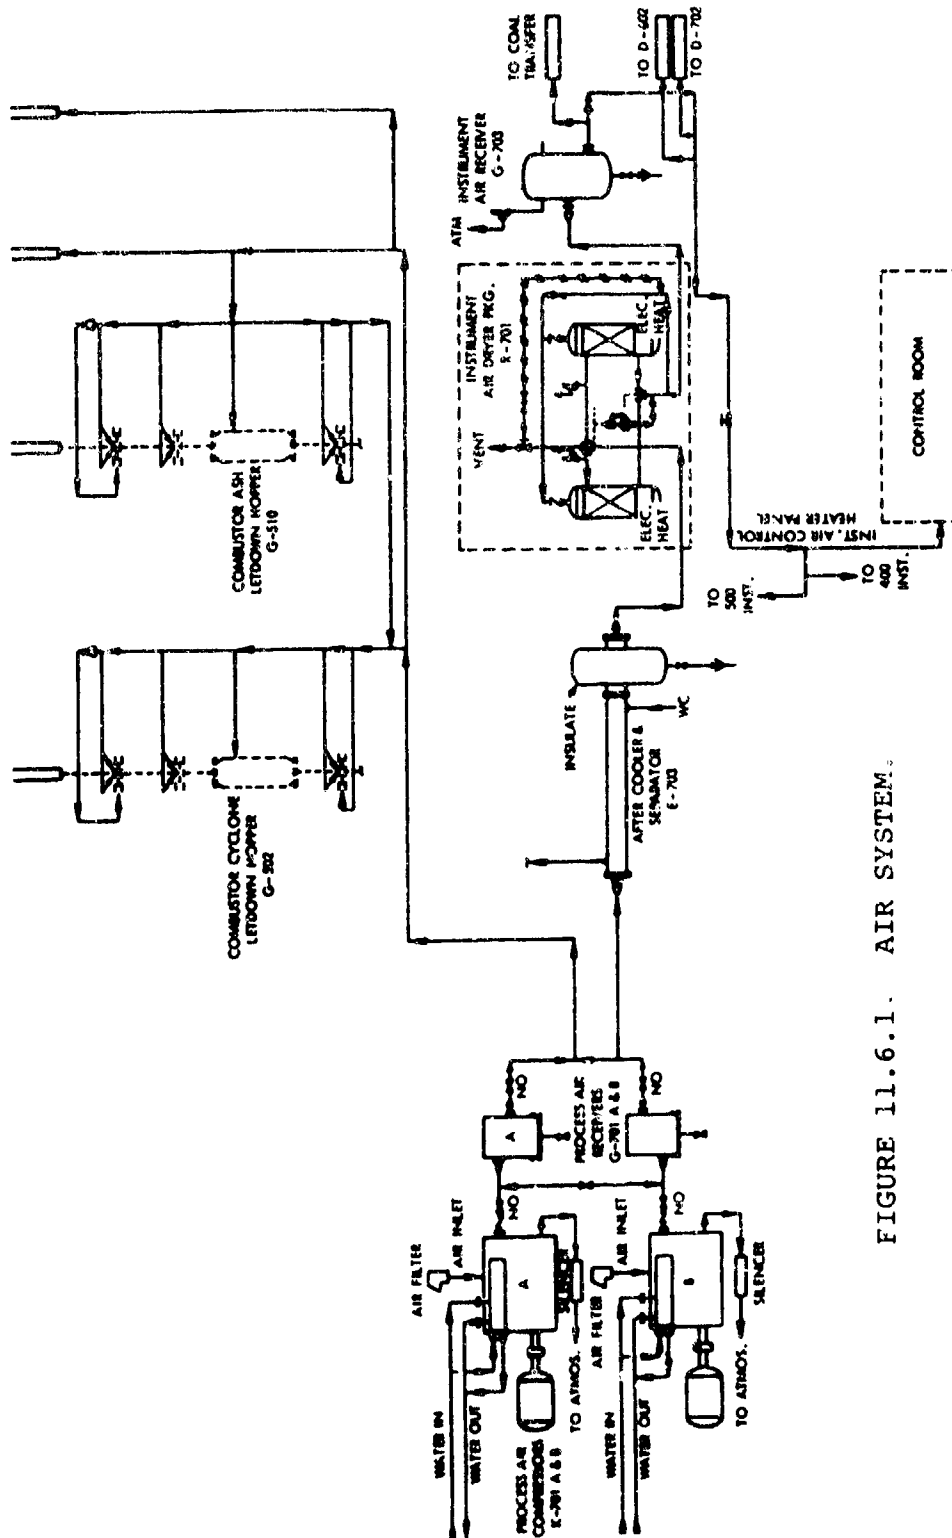 TO COAL
TRANSFER
TO D-602
TO D-702
INSTRUMENT
AIR RECEIVER
G-703
ATM
INSTRUMENT
AIR DRYER PKG.
R-701
VENT
ELEC.
HEAT
ELEC.
HEAT
CONTROL ROOM
INST. AIR CONTROL
HEATER PANEL
TO
500
INST.
TO
400
INST.
COMBUSTOR ASH
LETDOWN HOPPER
G-510
COMBUSTOR CYCLONE
LETDOWN HOPPER
G-502
INSULATE
AFTER COOLER &
SEPARATOR
E-703
WC
NO
A
PROCESS AIR
RECEIVERS
G-701 A & B
NO
NO
NO
AIR FILTER
AIR INLET
A
SILENCER
TO ATMOS.
WATER IN
WATER OUT
PROCESS AIR
COMPRESSORS
K-701 A & B
AIR FILTER
AIR INLET
B
SILENCER
TO ATMOS.
WATER IN
WATER OUT
FIGURE 11.6.1. AIR SYSTEM